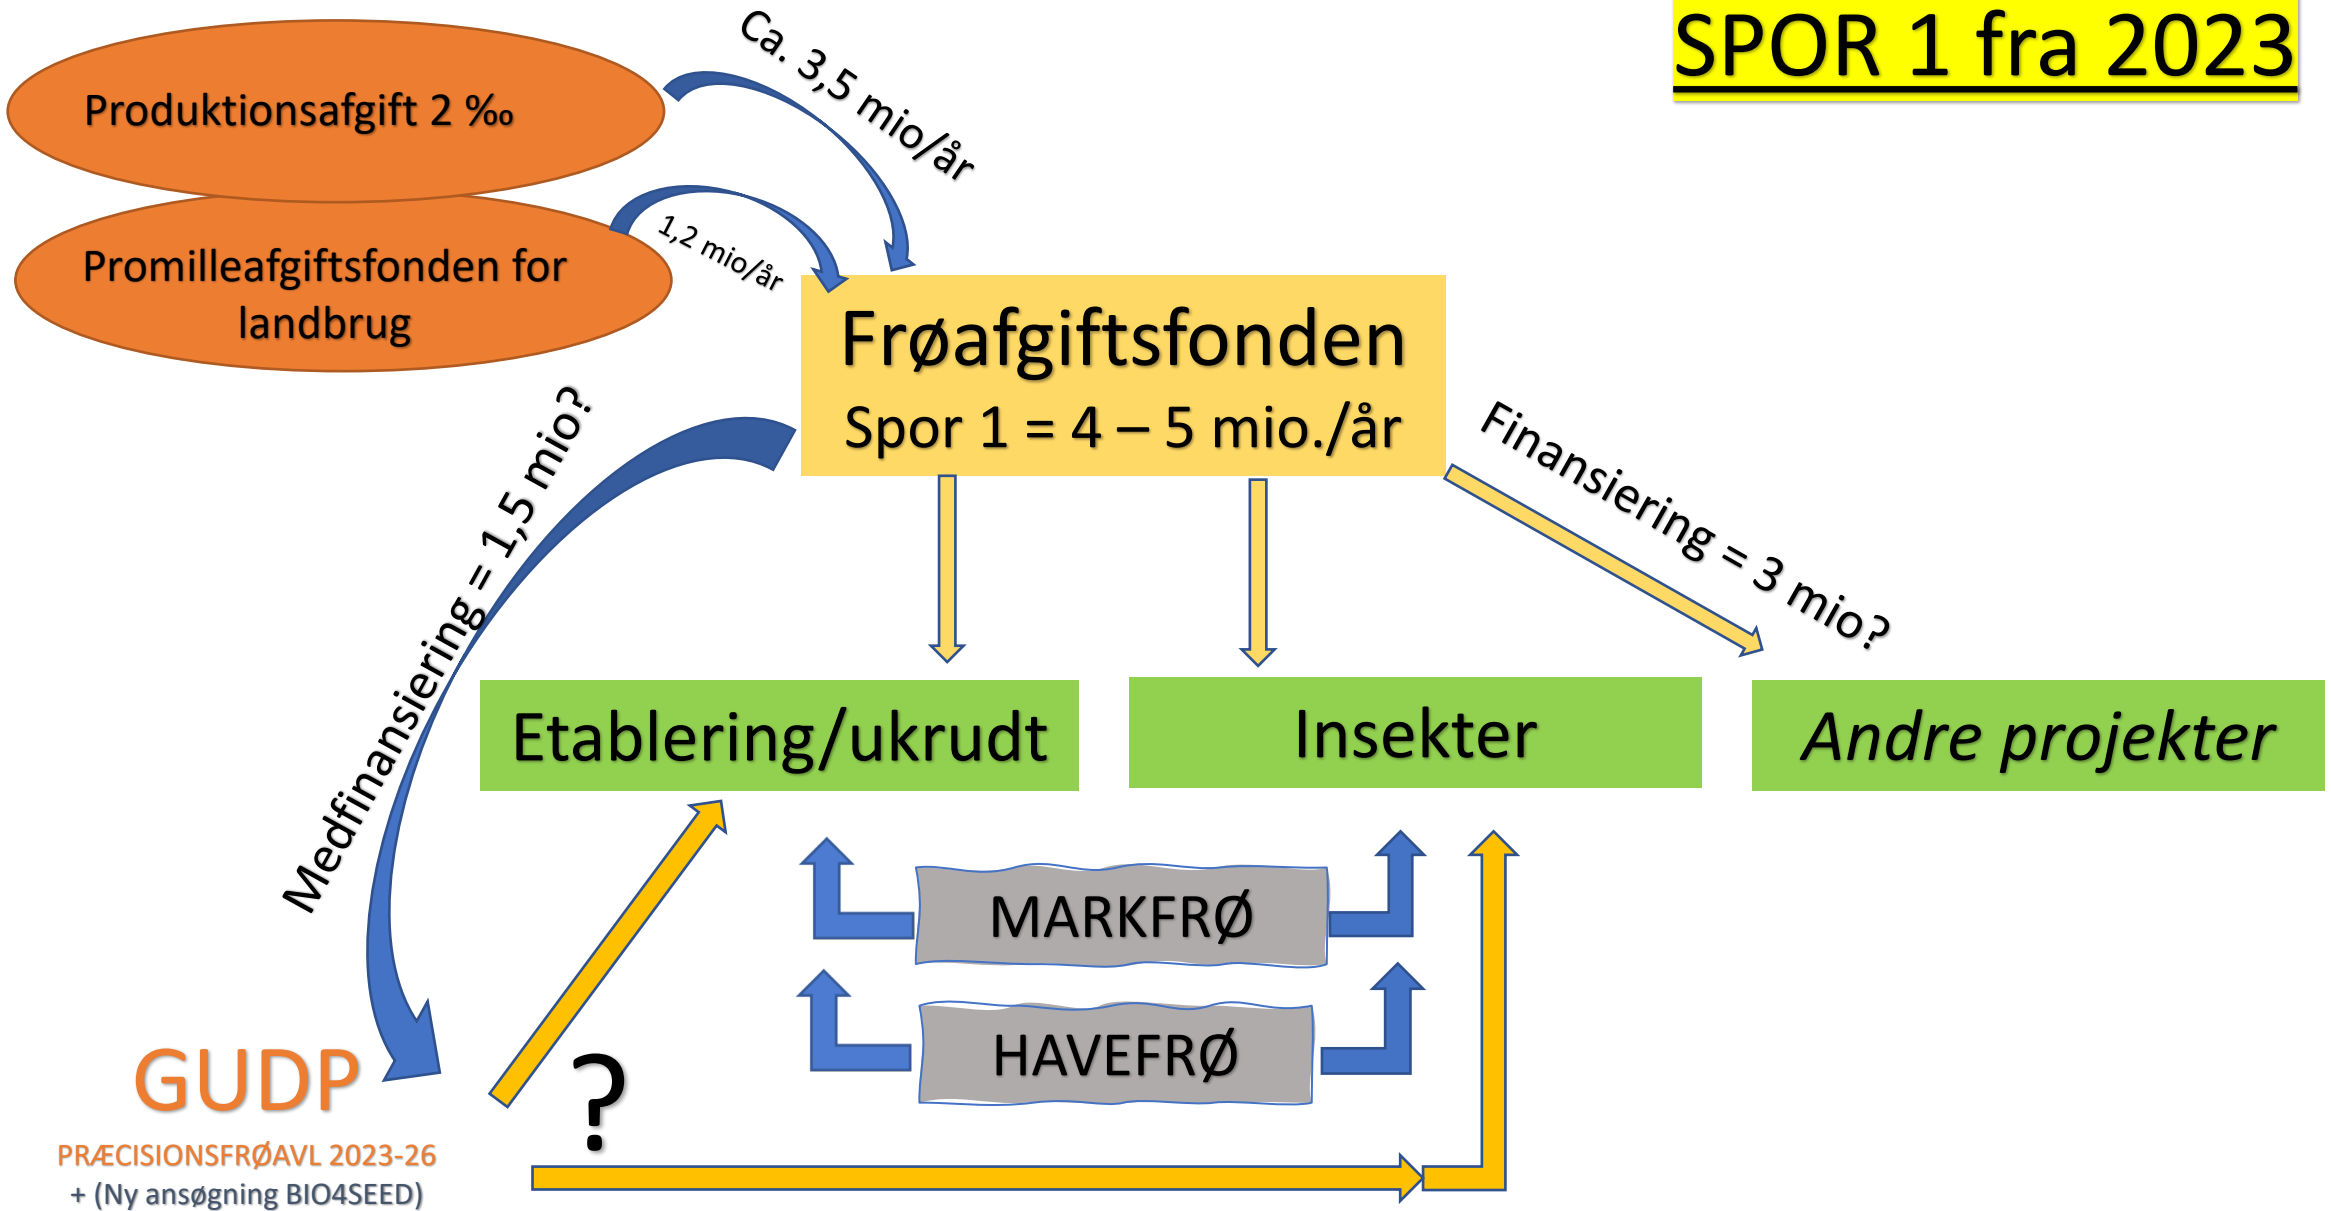 SPOR 1 fra 2023
Ca. 3,5 mio/år
Produktionsafgift 2 ‰
1,2 mio/år
Promilleafgiftsfonden for
landbrug
Frøafgiftsfonden
Spor 1 = 4 – 5 mio./år
Medfinansiering = 1,5 mio?
Finansiering = 3 mio?
Etablering/ukrudt
Insekter
Andre projekter
MARKFRØ
HAVEFRØ
GUDP
?
PRÆCISIONSFRØAVL 2023-26
+ (Ny ansøgning BIO4SEED)